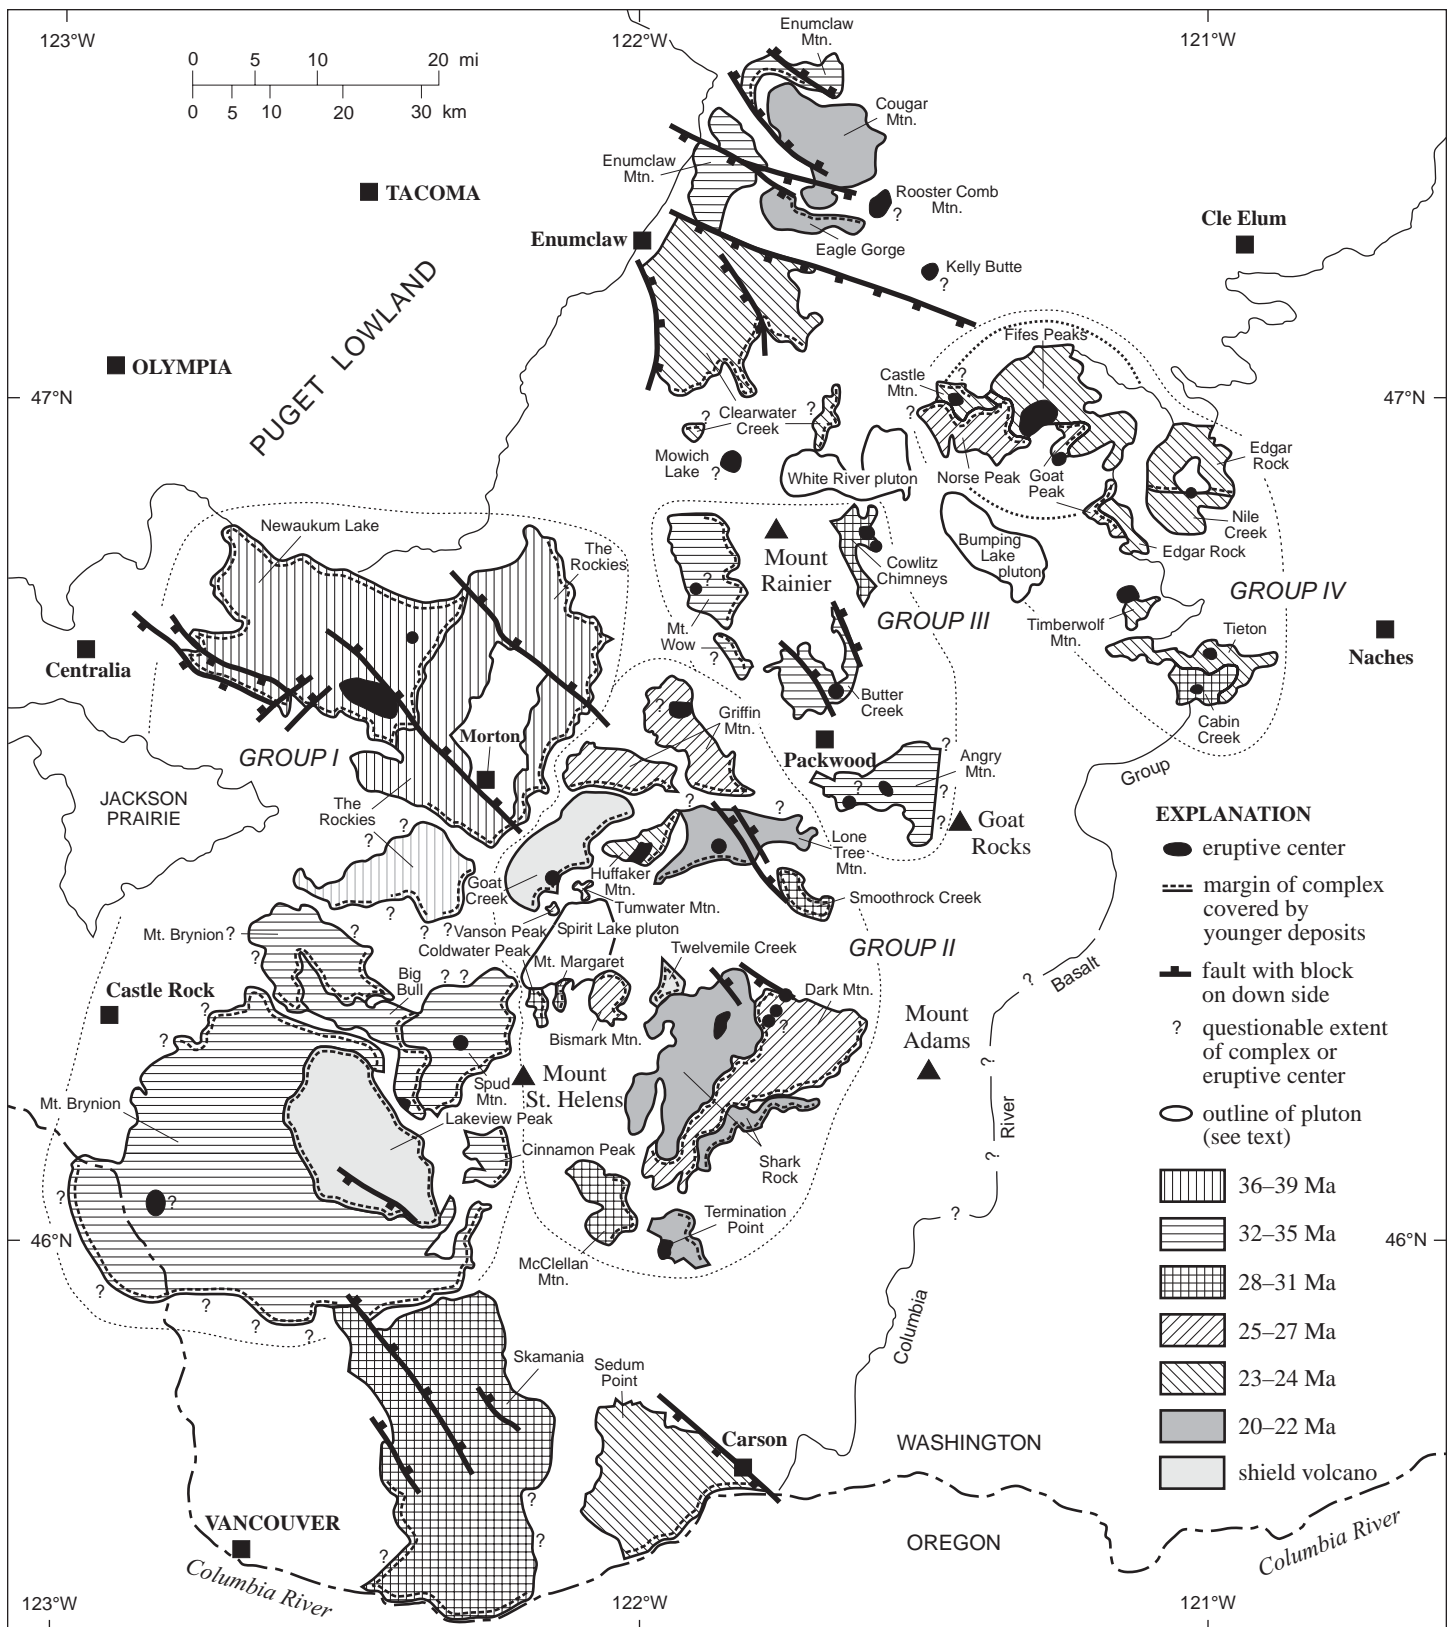 123°W
122°W
121°W
0 5 10 20 mi
0 5 10 20 30 km
Enumclaw
Mtn.
Cougar
Mtn.
Enumclaw
Mtn.
TACOMA
Rooster Comb
Mtn.
?
Cle Elum
Enumclaw
Eagle Gorge
Kelly Butte
?
PUGET LOWLAND
OLYMPIA
Fifes Peaks
Castle
Mtn.
?
?
47°N
47°N
Clearwater
Creek
?
?
Mowich
Lake
?
White River pluton
Norse Peak
Goat
Peak
Edgar
Rock
Nile
Creek
Edgar Rock
Newaukum Lake
The
Rockies
Mount
Rainier
Cowlitz
Chimneys
Bumping
Lake
pluton
GROUP III
GROUP IV
?
Mt.
Wow
?
Timberwolf
Mtn.
Tieton
Naches
Centralia
Butter
Creek
Cabin
Creek
?
Griffin
Mtn.
Morton
GROUP I
Packwood
Angry
Mtn.
?
?
?
?
?
Group
JACKSON
PRAIRIE
The
Rockies
?
?
?
?
?
?
Goat
Rocks
Lone
Tree
Mtn.
Huffaker
Mtn.
Goat
Creek
Tumwater Mtn.
Smoothrock Creek
Vanson Peak
Spirit Lake pluton
Coldwater Peak
Mt. Brynion
?
?
?
?
?
?
?
Twelvemile Creek
GROUP II
Mt. Margaret
Big
Bull
Dark Mtn.
?
Castle Rock
?
?
Bismark Mtn.
Mount
Adams
?
Basalt
Spud
Mtn.
Mount
St. Helens
Mt. Brynion
Lakeview Peak
Cinnamon Peak
?
River
?
Shark
Rock
?
?
Termination
Point
?
46°N
46°N
McClellan
Mtn.
?
?
?
?
Columbia
Skamania
Sedum
Point
Carson
WASHINGTON
OREGON
?
?
?
VANCOUVER
Columbia River
Columbia River
123°W
122°W
121°W
EXPLANATION
eruptive center
margin of complex
covered by
younger deposits
fault with block
on down side
? questionable extent
of complex or
eruptive center
outline of pluton
(see text)
36–39 Ma
32–35 Ma
28–31 Ma
25–27 Ma
23–24 Ma
20–22 Ma
shield volcano